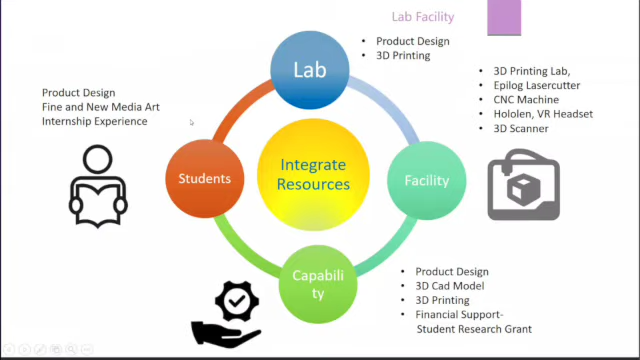 Lab Facility
Product Design
3D Printing
Lab
3D Printing Lab,
Epilog Lasercutter
CNC Machine
Hololen, VR Headset
3D Scanner
Product Design
Fine and New Media Art
Internship Experience
Students
Integrate
Resources
Facility
Capabili
ty
Product Design
3D Cad Model
3D Printing
Financial Support-
Student Research Grant